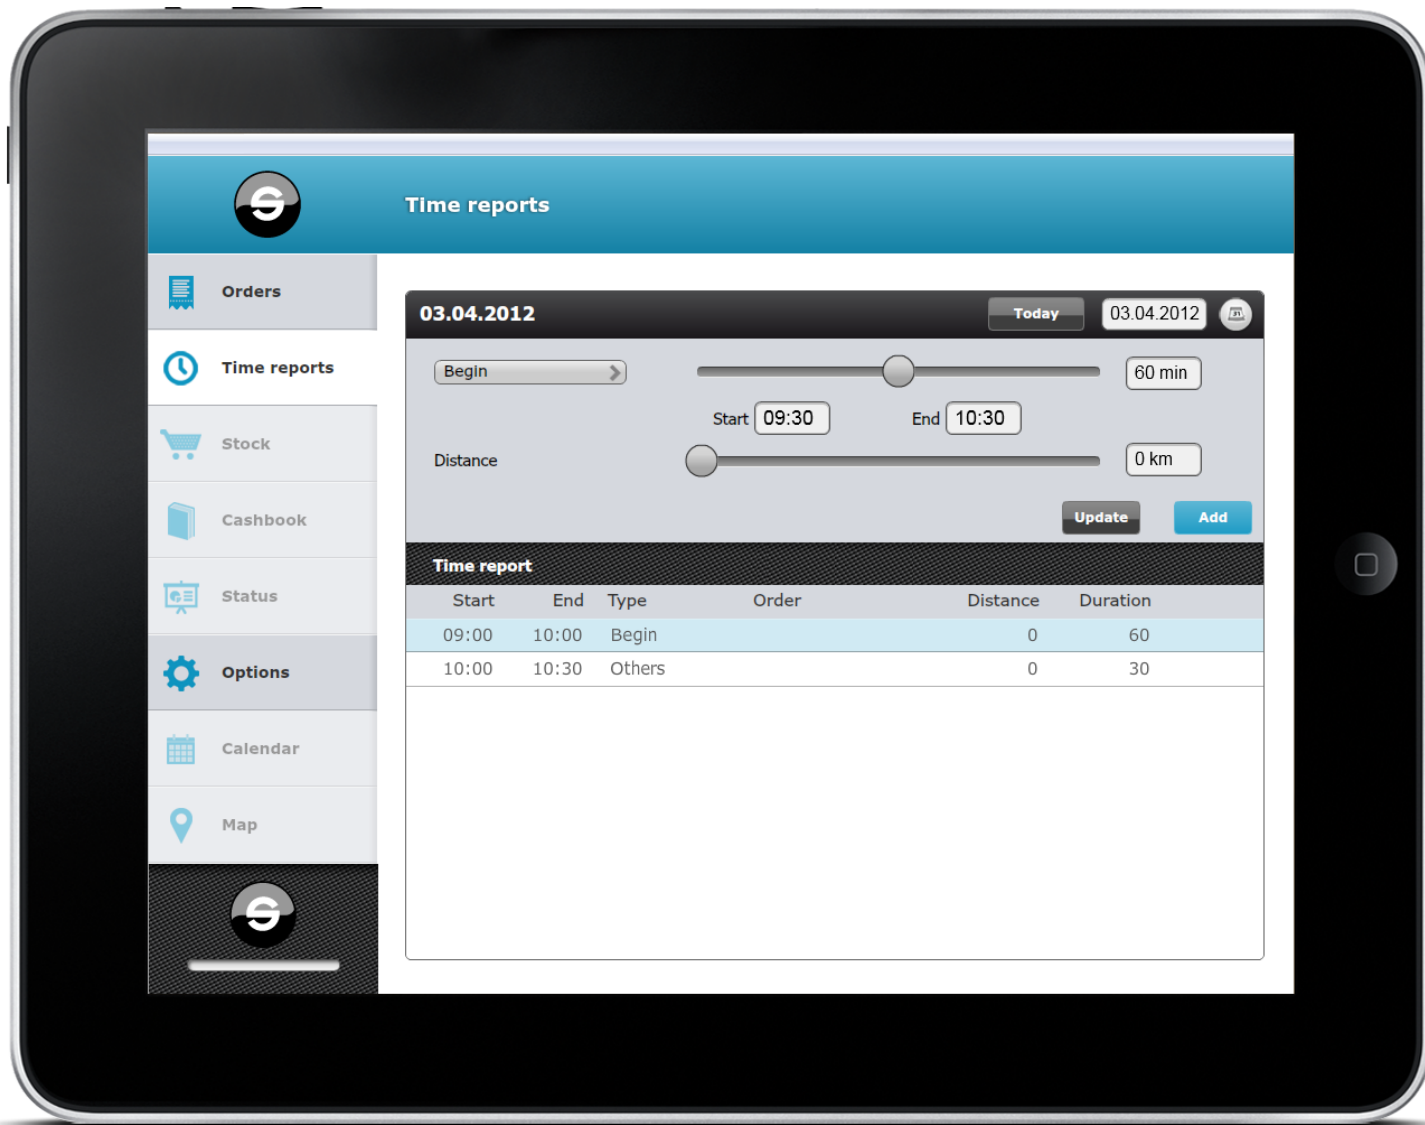 Time reports
Orders
Time reports
Stock
Cashbook
Status
Options
Calendar
Map
03.04.2012 Today 03.04.2012
Begin 60 min
Start 09:30 End 10:30
Distance 0 km
Update Add
Time report
Start End Type Order Distance Duration
09:00 10:00 Begin 0 60
10:00 10:30 Others 0 30